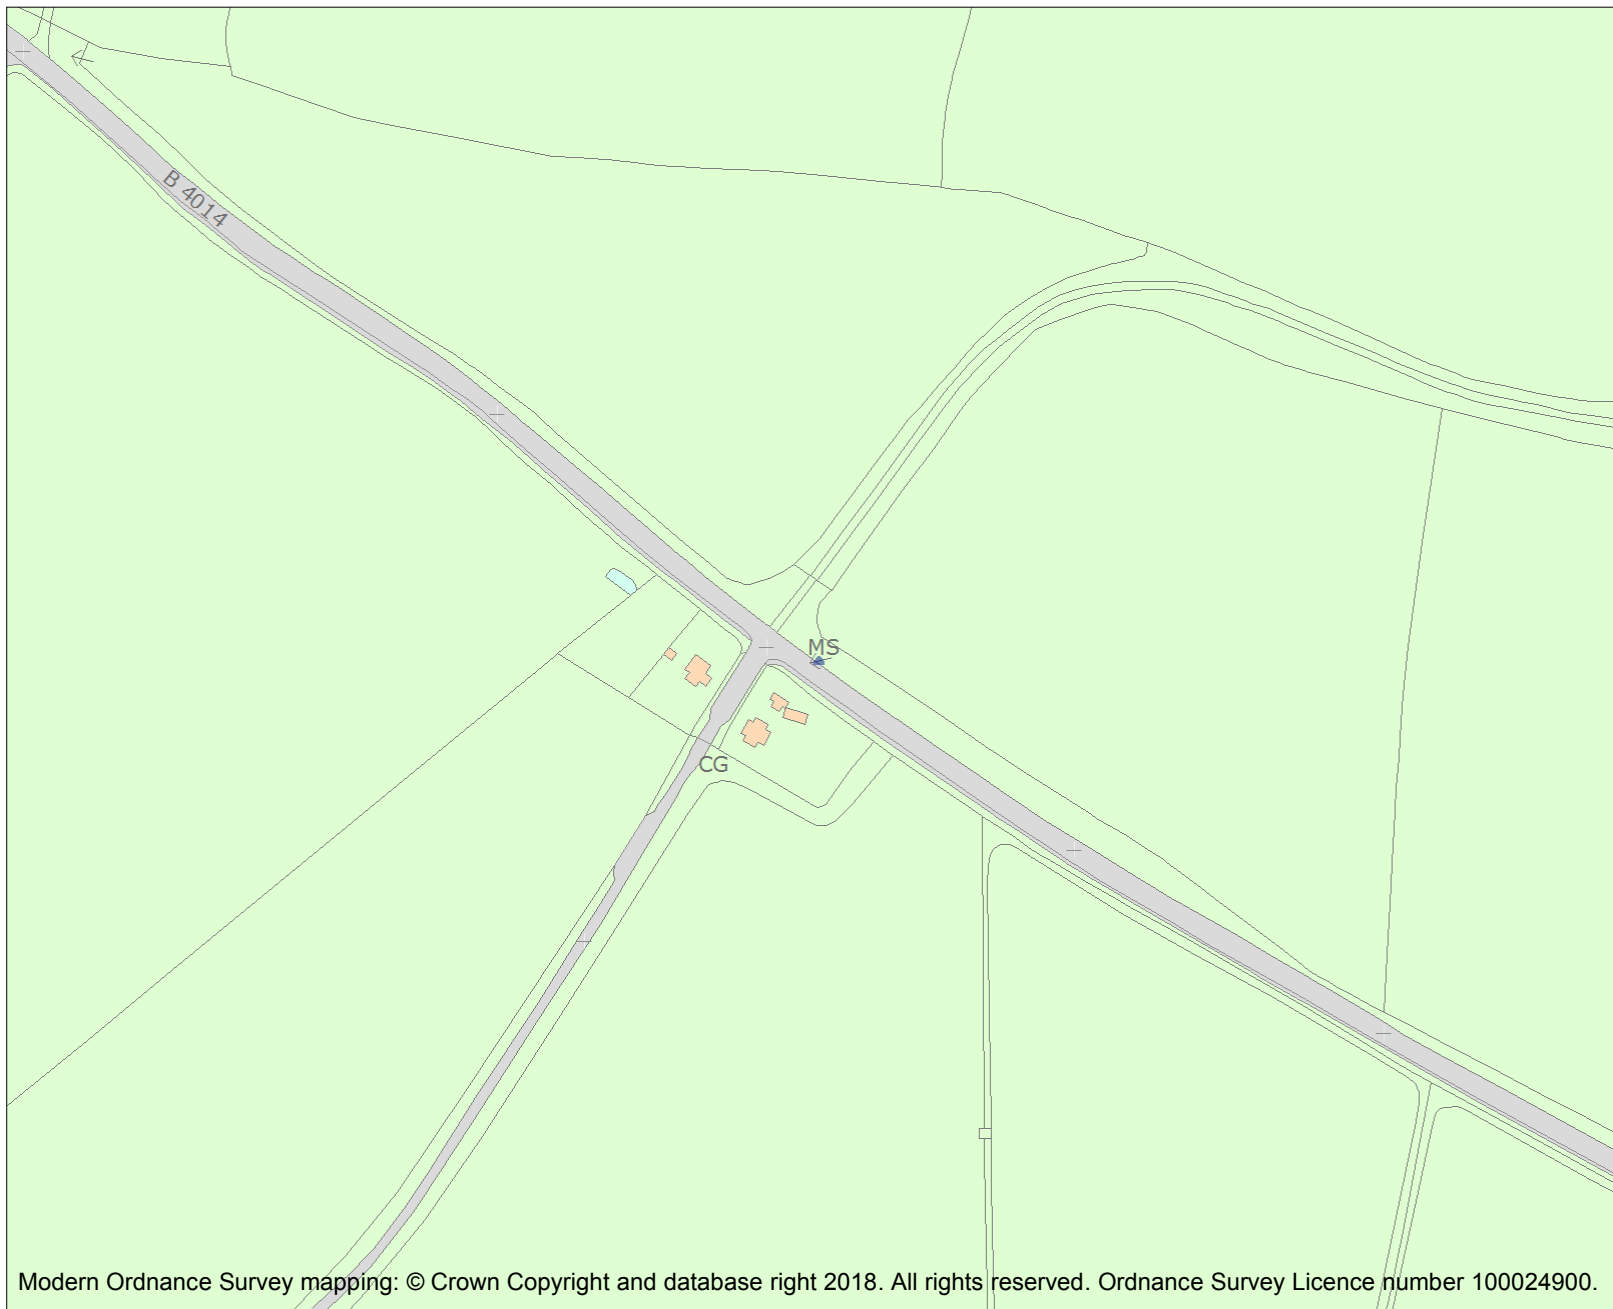 B 4014
MS
CG
Modern Ordnance Survey mapping: © Crown Copyright and database right 2018. All rights reserved. Ordnance Survey Licence number 100024900.